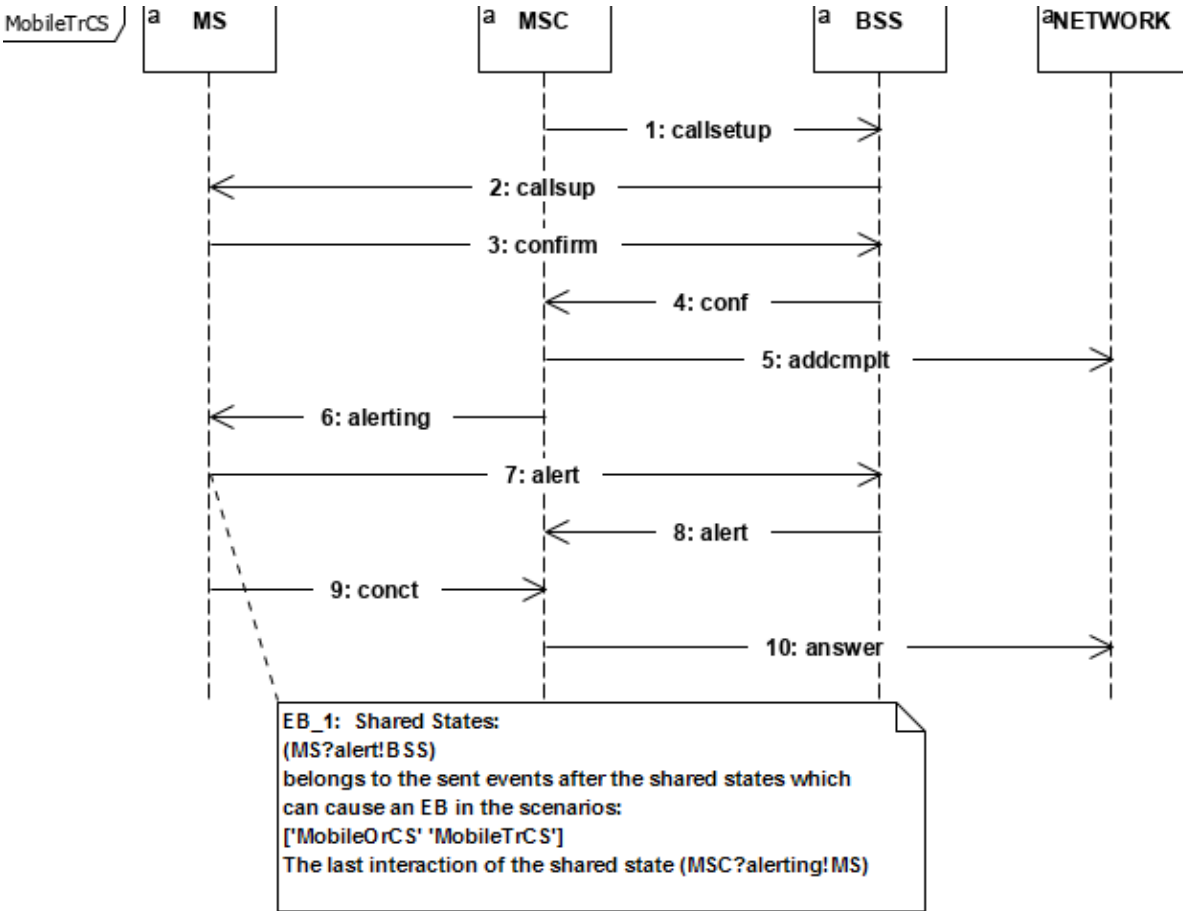 MobileTrCS
a MS
a MSC
a BSS
a NETWORK
1: callsetup
2: callsup
3: confirm
4: conf
5: addcmplt
6: alerting
7: alert
8: alert
9: conct
10: answer
EB_1: Shared States:
(MS?alert!BSS)
belongs to the sent events after the shared states which
can cause an EB in the scenarios:
['MobileOrCS' 'MobileTrCS']
The last interaction of the shared state (MSC?alerting!MS)